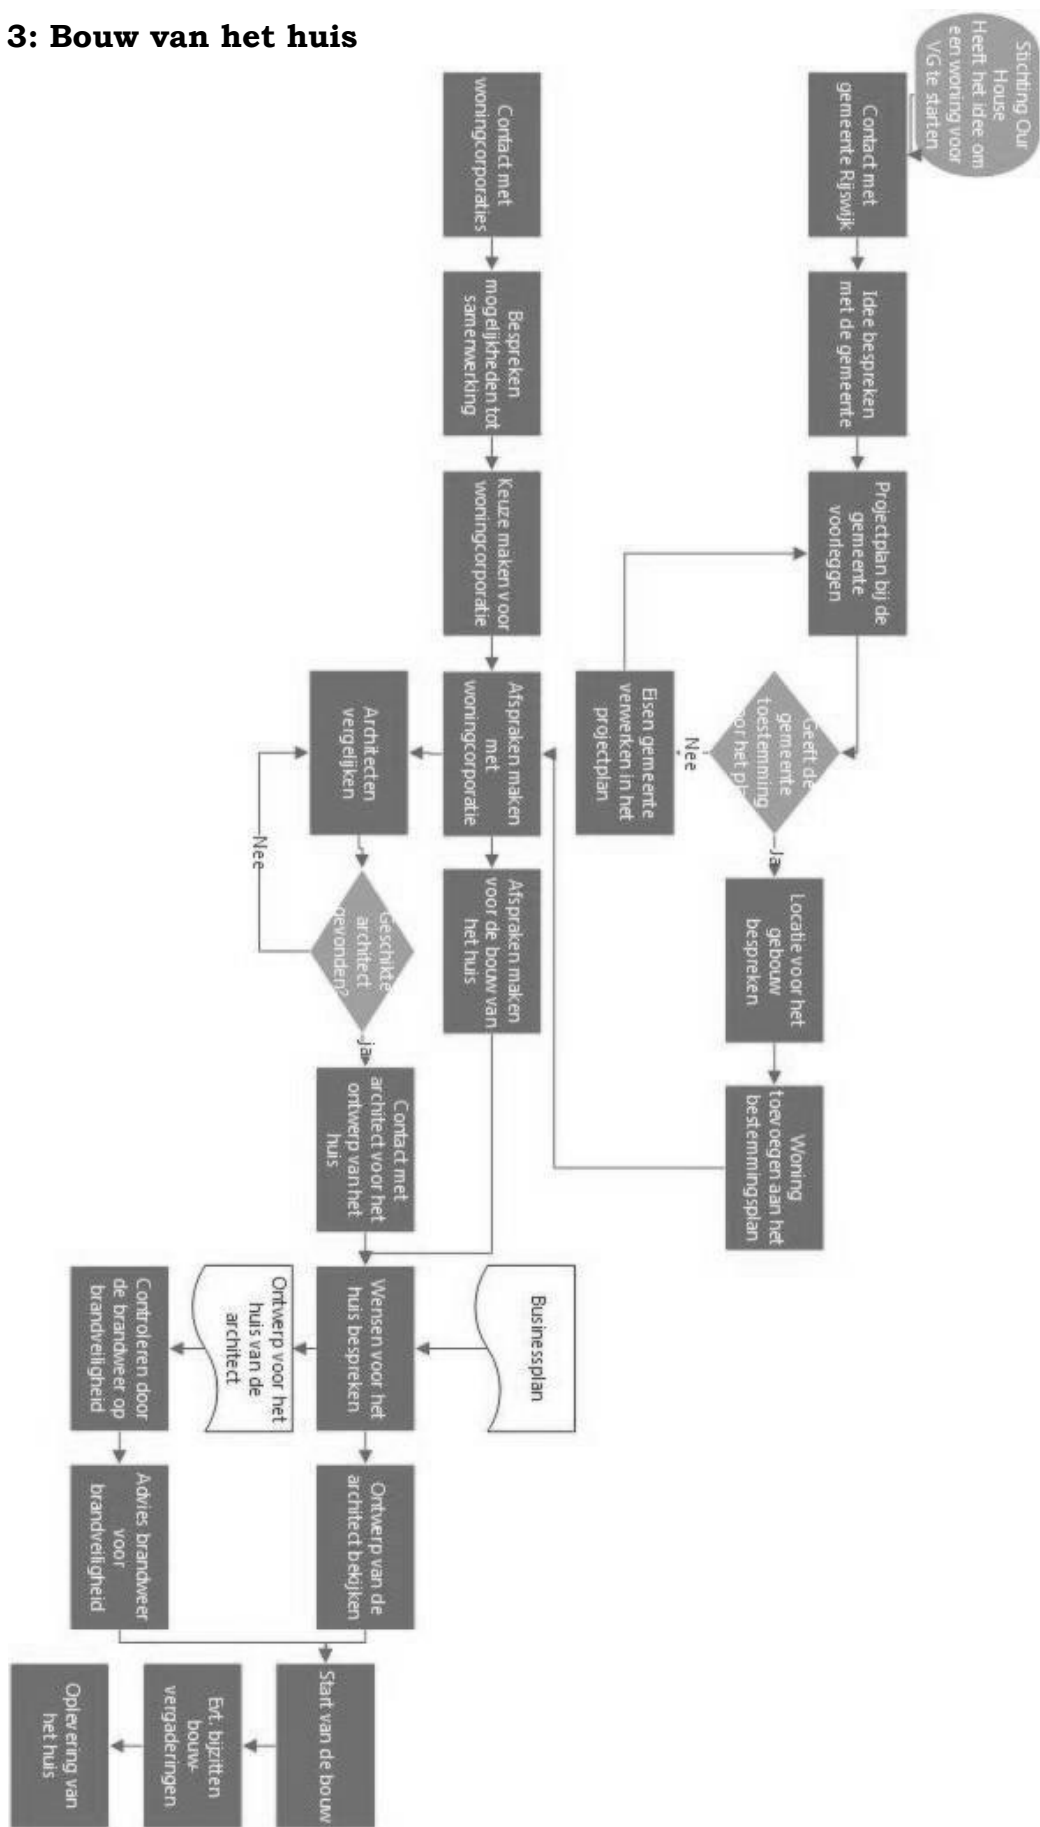 3: Bouw van het huis
Stichting Our
House
Heeft het idee om
een woning voor
VG te starten
Contact met
gemeente Rijswijk
Idee bespreken
met de gemeente
Projectplan bij de
gemeente
voorleggen
Geeft de
gemeente
toestemming
het
Nee
Eisen gemeente
verwerken in het
projectplan
Ja
Locatie voor het
gebouw
bespreken
Woning
toevoegen aan het
bestemmingsplan
Contact met
woningcorporaties
Bespreken
mogelijkheden tot
samenwerking
Keuze maken voor
woningcorporatie
Afspraken maken
met
woningcorporatie
Afspraken maken
voor de bouw van
het huis
Architecten
vergelijken
Geschikte
architect
gevonden?
Nee
ja
Contact met
architect voor het
ontwerp van het
huis
Businessplan
Wensen voor het
huis bespreken
Ontwerp voor het
huis van de
architect
Controleren door
de brandweer op
brandveiligheid
Ontwerp van de
architect bekijken
Advies brandweer
voor
brandveiligheid
Start van de bouw
Evt. bijzitten
bouw-
vergaderingen
Oplevering van
het huis